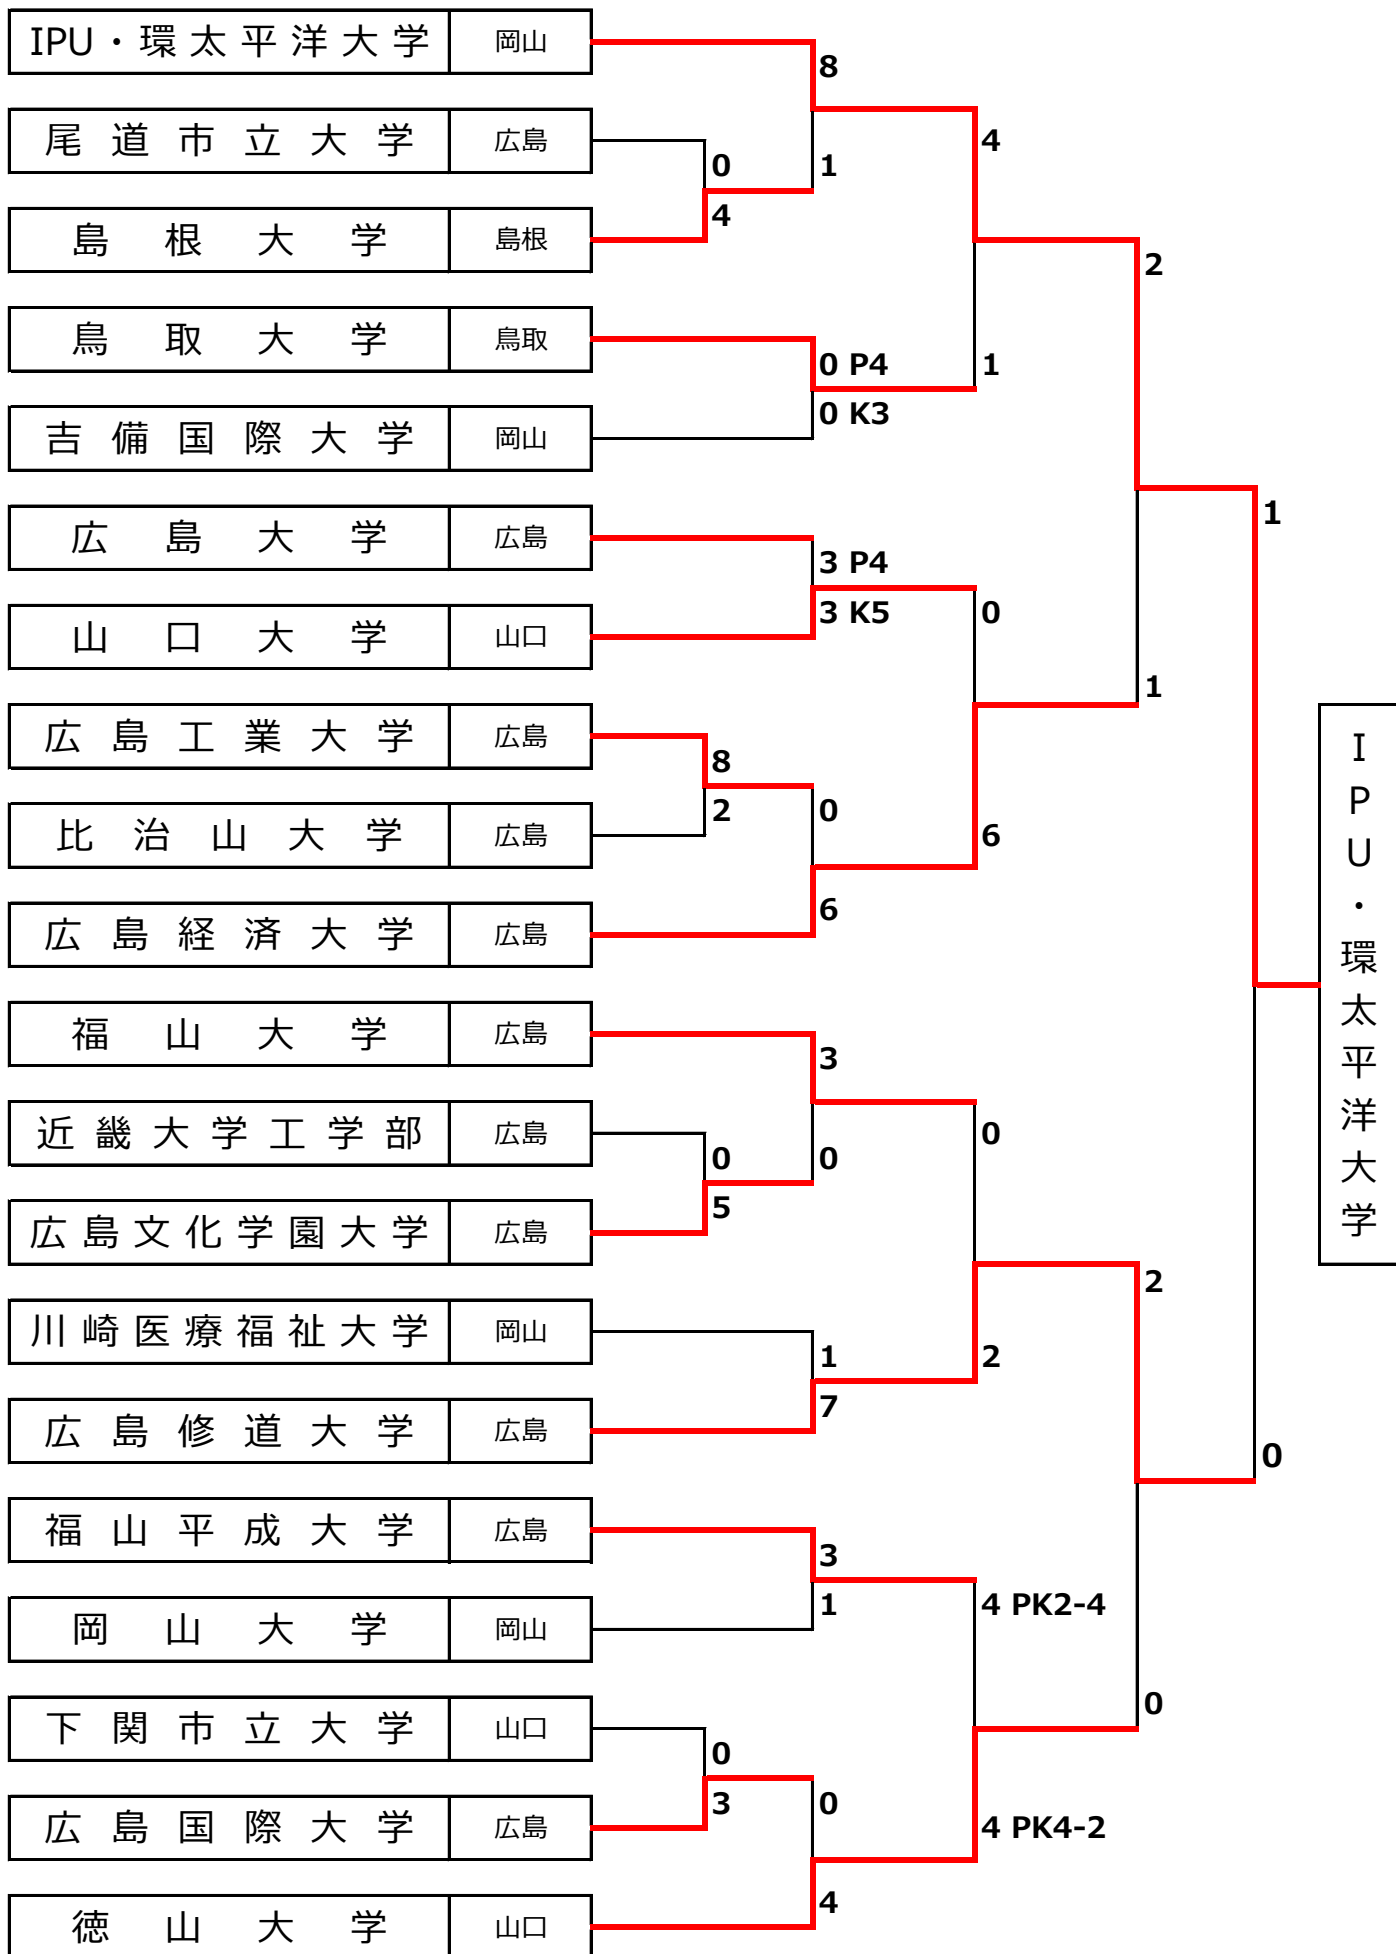 IPU・環太平洋大学 岡山
8
尾道市立大学 広島
4
0
1
島根大学 島根
4
2
鳥取大学 鳥取
0 P4
1
0 K3
吉備国際大学 岡山
1
広島大学 広島
3 P4
山口大学 山口
3 K5
0
1
広島工業大学 広島
8
2
0
比治山大学 広島
6
広島経済大学 広島
6
IPU・環太平洋大学
福山大学 広島
3
近畿大学工学部 広島
0
0
0
5
広島文化学園大学 広島
2
川崎医療福祉大学 岡山
1
2
広島修道大学 広島
7
0
福山平成大学 広島
3
岡山大学 岡山
1
4 PK2-4
下関市立大学 山口
0
0
3
0
広島国際大学 広島
4 PK4-2
徳山大学 山口
4